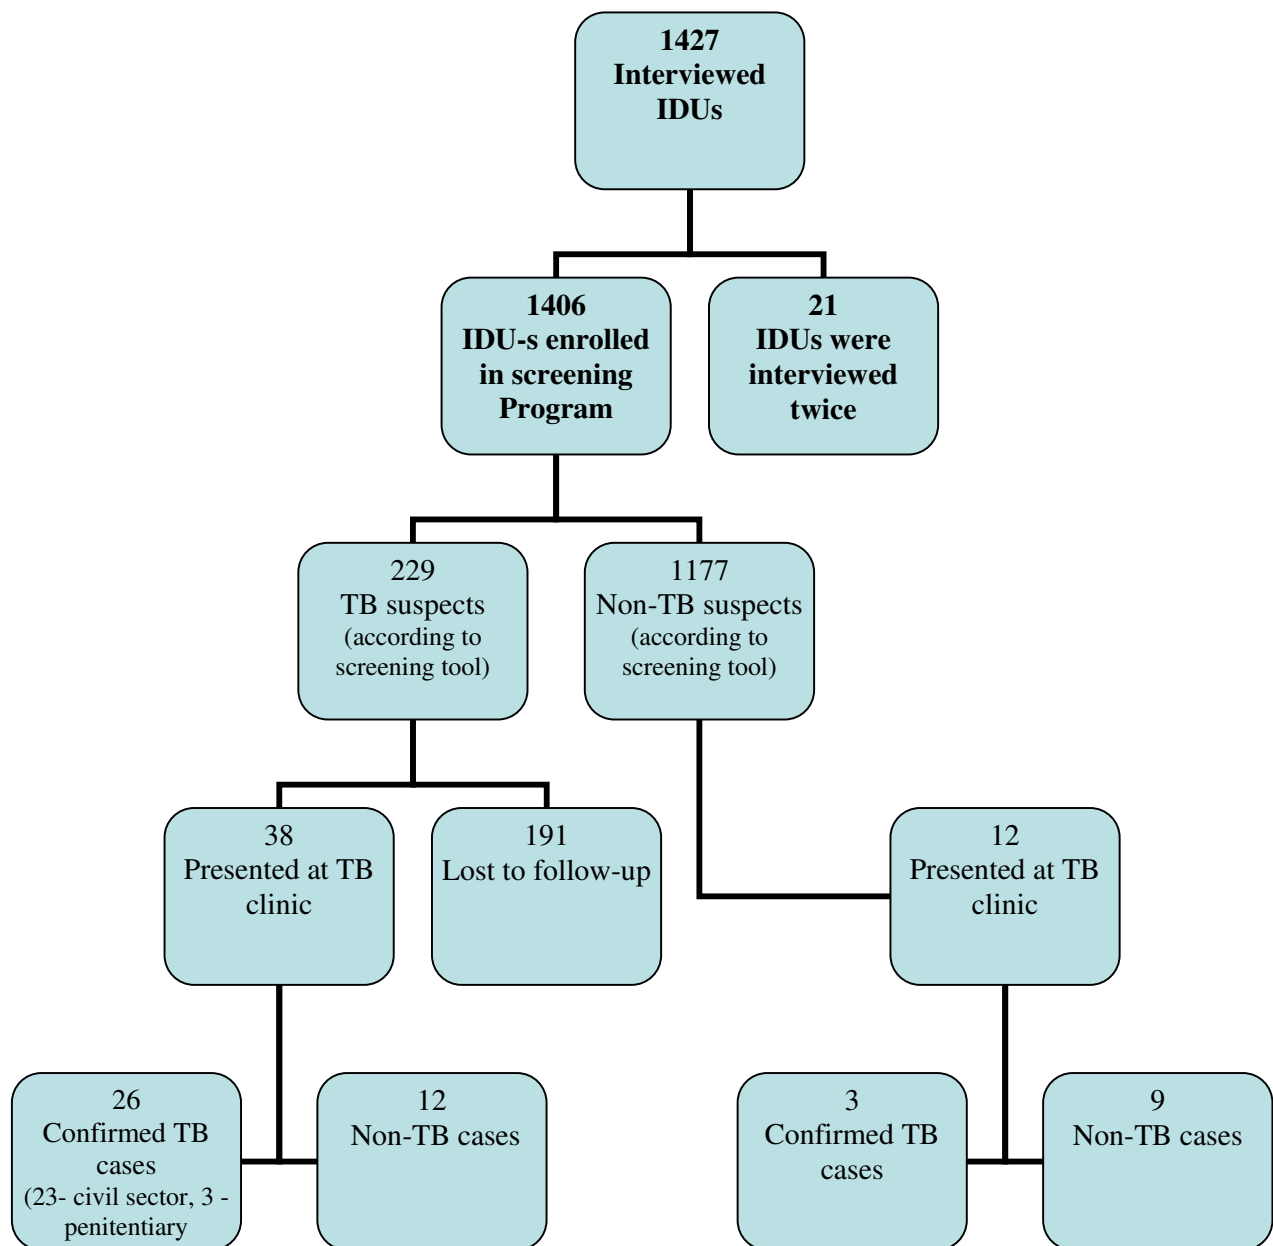 1427
Interviewed
IDUs
1406
IDU-s enrolled
in screening
Program
21
IDUs were
interviewed
twice
229
TB suspects
(according to
screening tool)
1177
Non-TB suspects
(according to
screening tool)
38
Presented at TB
clinic
191
Lost to follow-up
12
Presented at TB
clinic
26
Confirmed TB
cases
(23- civil sector, 3 -
penitentiary
12
Non-TB cases
3
Confirmed TB
cases
9
Non-TB cases